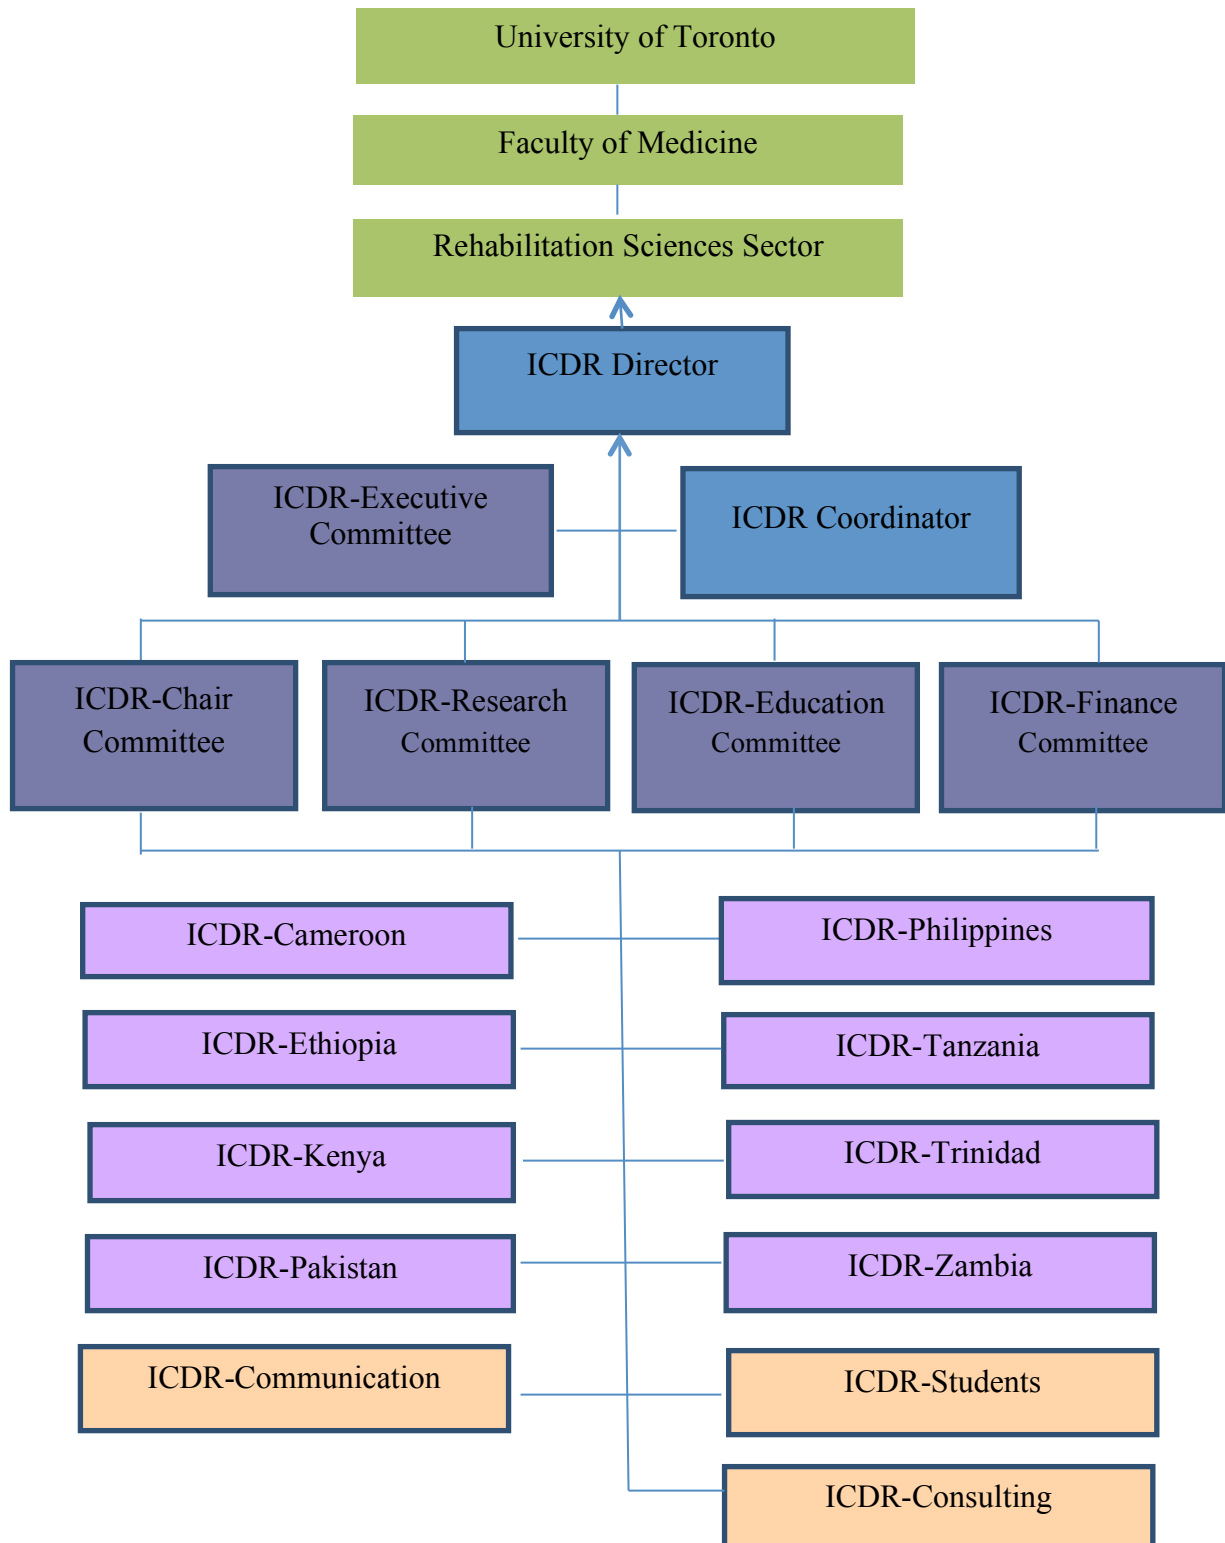 University of Toronto
Faculty of Medicine
Rehabilitation Sciences Sector
ICDR Director
ICDR-Executive
Committee
ICDR Coordinator
ICDR-Chair
Committee
ICDR-Research
Committee
ICDR-Education
Committee
ICDR-Finance
Committee
ICDR-Cameroon
ICDR-Philippines
ICDR-Ethiopia
ICDR-Tanzania
ICDR-Kenya
ICDR-Trinidad
ICDR-Pakistan
ICDR-Zambia
ICDR-Communication
ICDR-Students
ICDR-Consulting